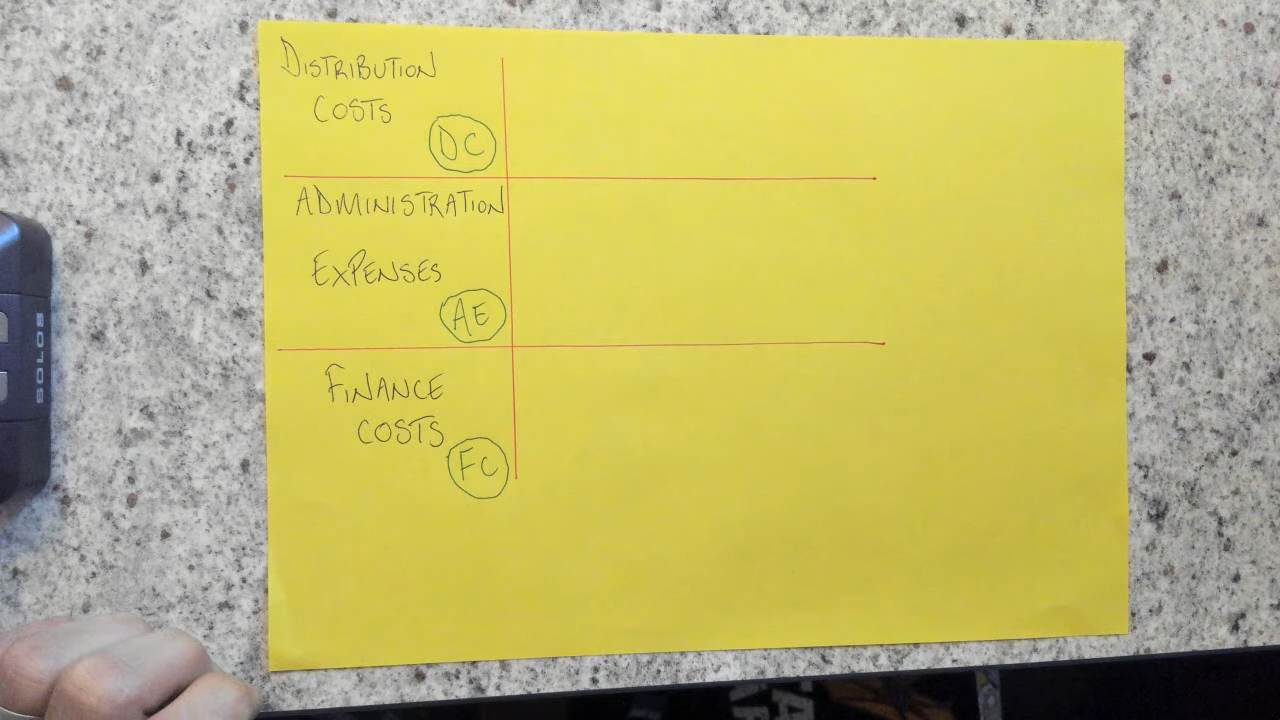 DISTRIBUTION
COSTS
DC
ADMINISTRATION
EXPENSES
AE
FINANCE
COSTS
FC
SOLOS